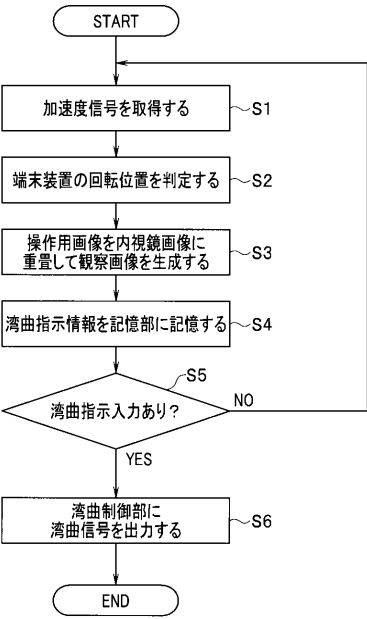 START
加速度信号を取得する
S1
端末装置の回転位置を判定する
S2
操作用画像を内視鏡画像に
重畳して観察画像を生成する
S3
湾曲指示情報を記憶部に記憶する
S4
S5
湾曲指示入力あり?
NO
YES
湾曲制御部に
湾曲信号を出力する
S6
END